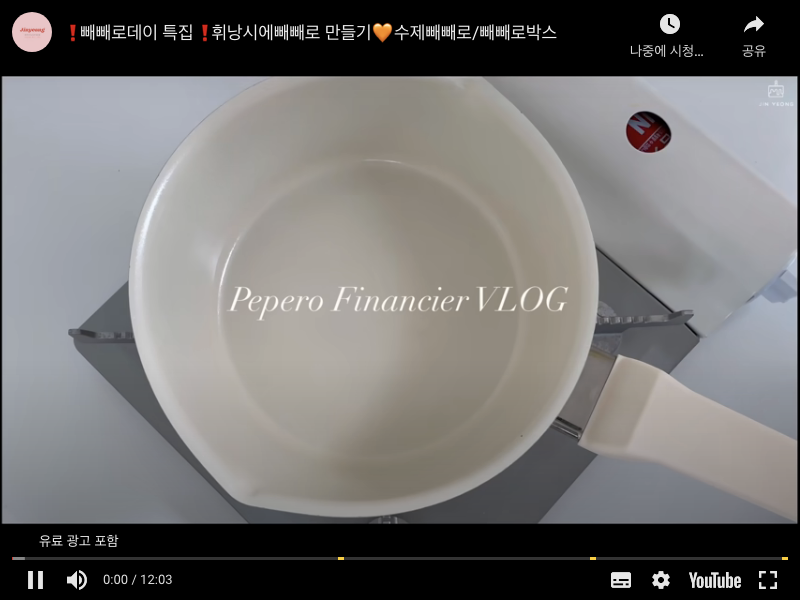 ❗빼빼로데이 특집 ❗휘낭시에빼빼로 만들기🧡수제빼빼로/빼빼로박스
나중에 시청...
공유
JIN YOUNG
Pepero Financier VLOG
유료 광고 포함
0:00 / 12:03
YouTube